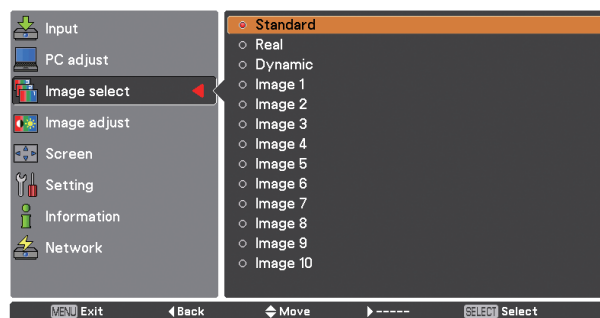 Input
PC adjust
Image select
Image adjust
Screen
Setting
Information
Network
Standard
Real
Dynamic
Image 1
Image 2
Image 3
Image 4
Image 5
Image 6
Image 7
Image 8
Image 9
Image 10
MENU Exit ◀Back ◆Move ▶----- SELECT Select